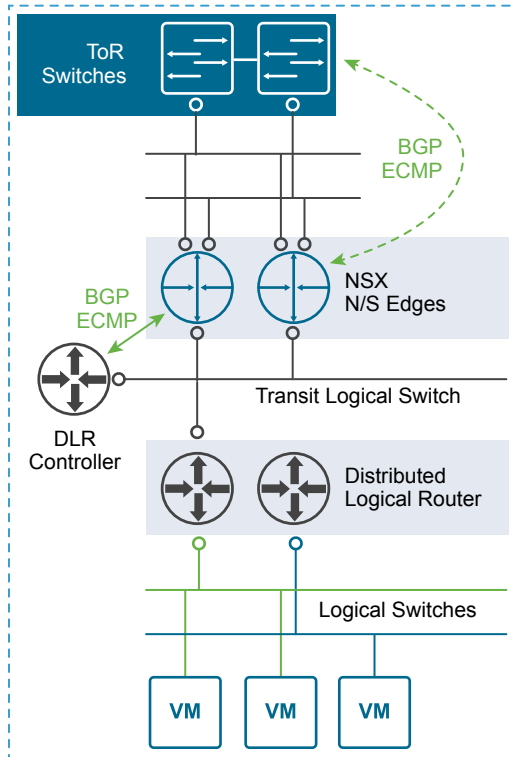 ToR
Switches
BGP
ECMP
NSX
N/S Edges
BGP
ECMP
Transit Logical Switch
DLR
Controller
Distributed
Logical Router
Logical Switches
VM
VM
VM